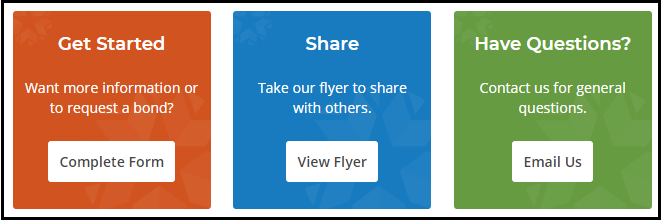 Get Started
Want more information or
to request a bond?
Complete Form
Share
Take our flyer to share
with others.
View Flyer
Have Questions?
Contact us for general
questions.
Email Us